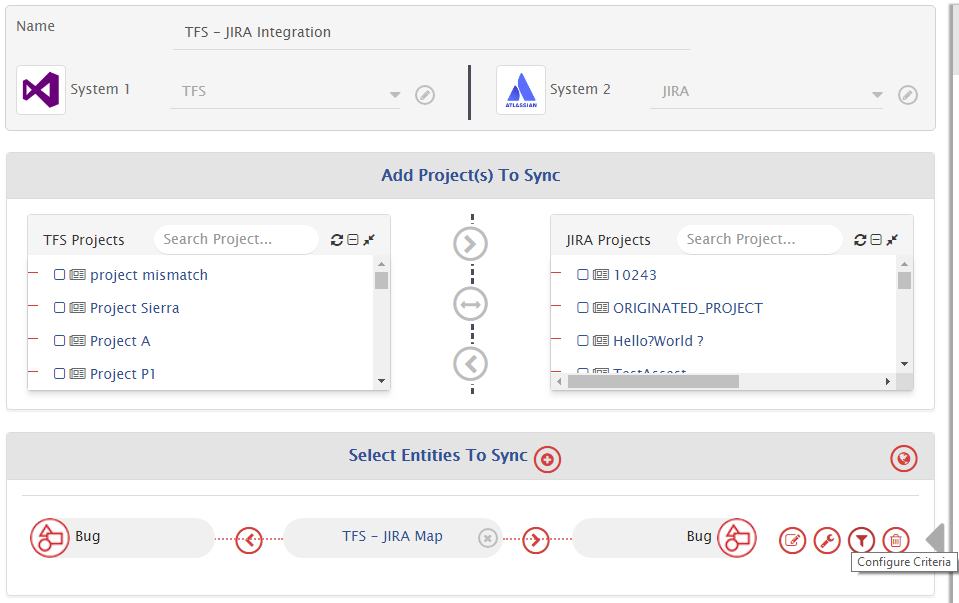 Name
TFS - JIRA Integration
System 1
TFS
ATLASSIAN
System 2
JIRA
Add Project(s) To Sync
TFS Projects
Search Project...
project mismatch
Project Sierra
Project A
Project P1
JIRA Projects
Search Project...
10243
ORIGINATED_PROJECT
Hello?World ?
TestAssest
Select Entities To Sync
Bug
TFS - JIRA Map
Bug
Configure Criteria